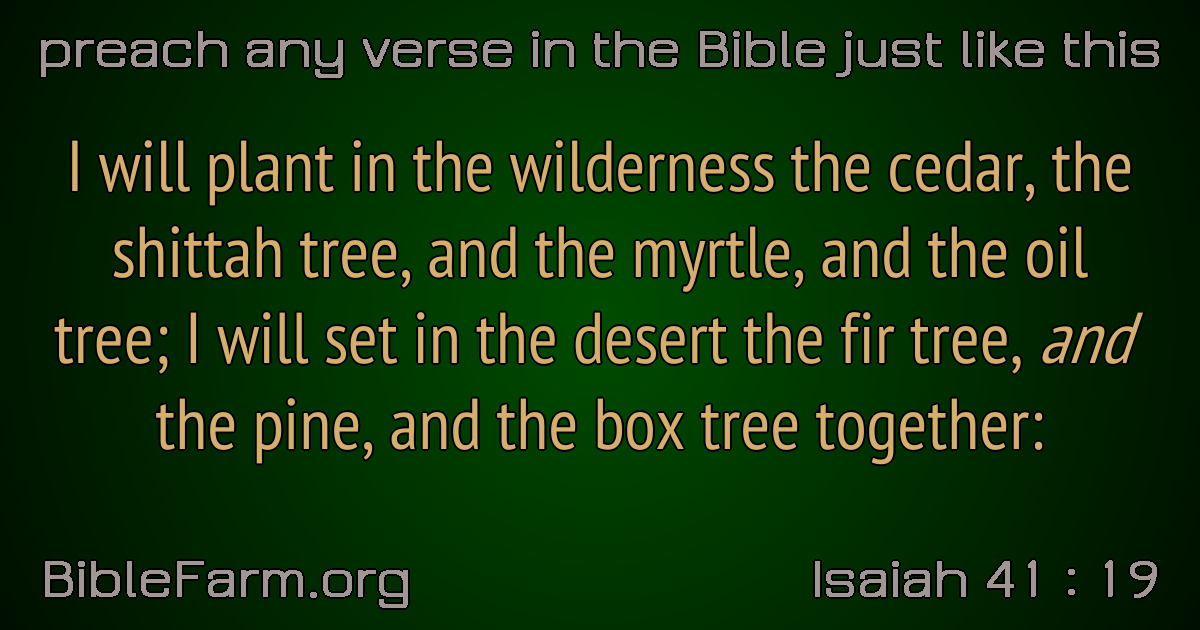 preach any verse in the Bible just like this
I will plant in the wilderness the cedar, the
shittah tree, and the myrtle, and the oil
tree; I will set in the desert the fir tree, and
the pine, and the box tree together:
BibleFarm.org
Isaiah 41 : 19